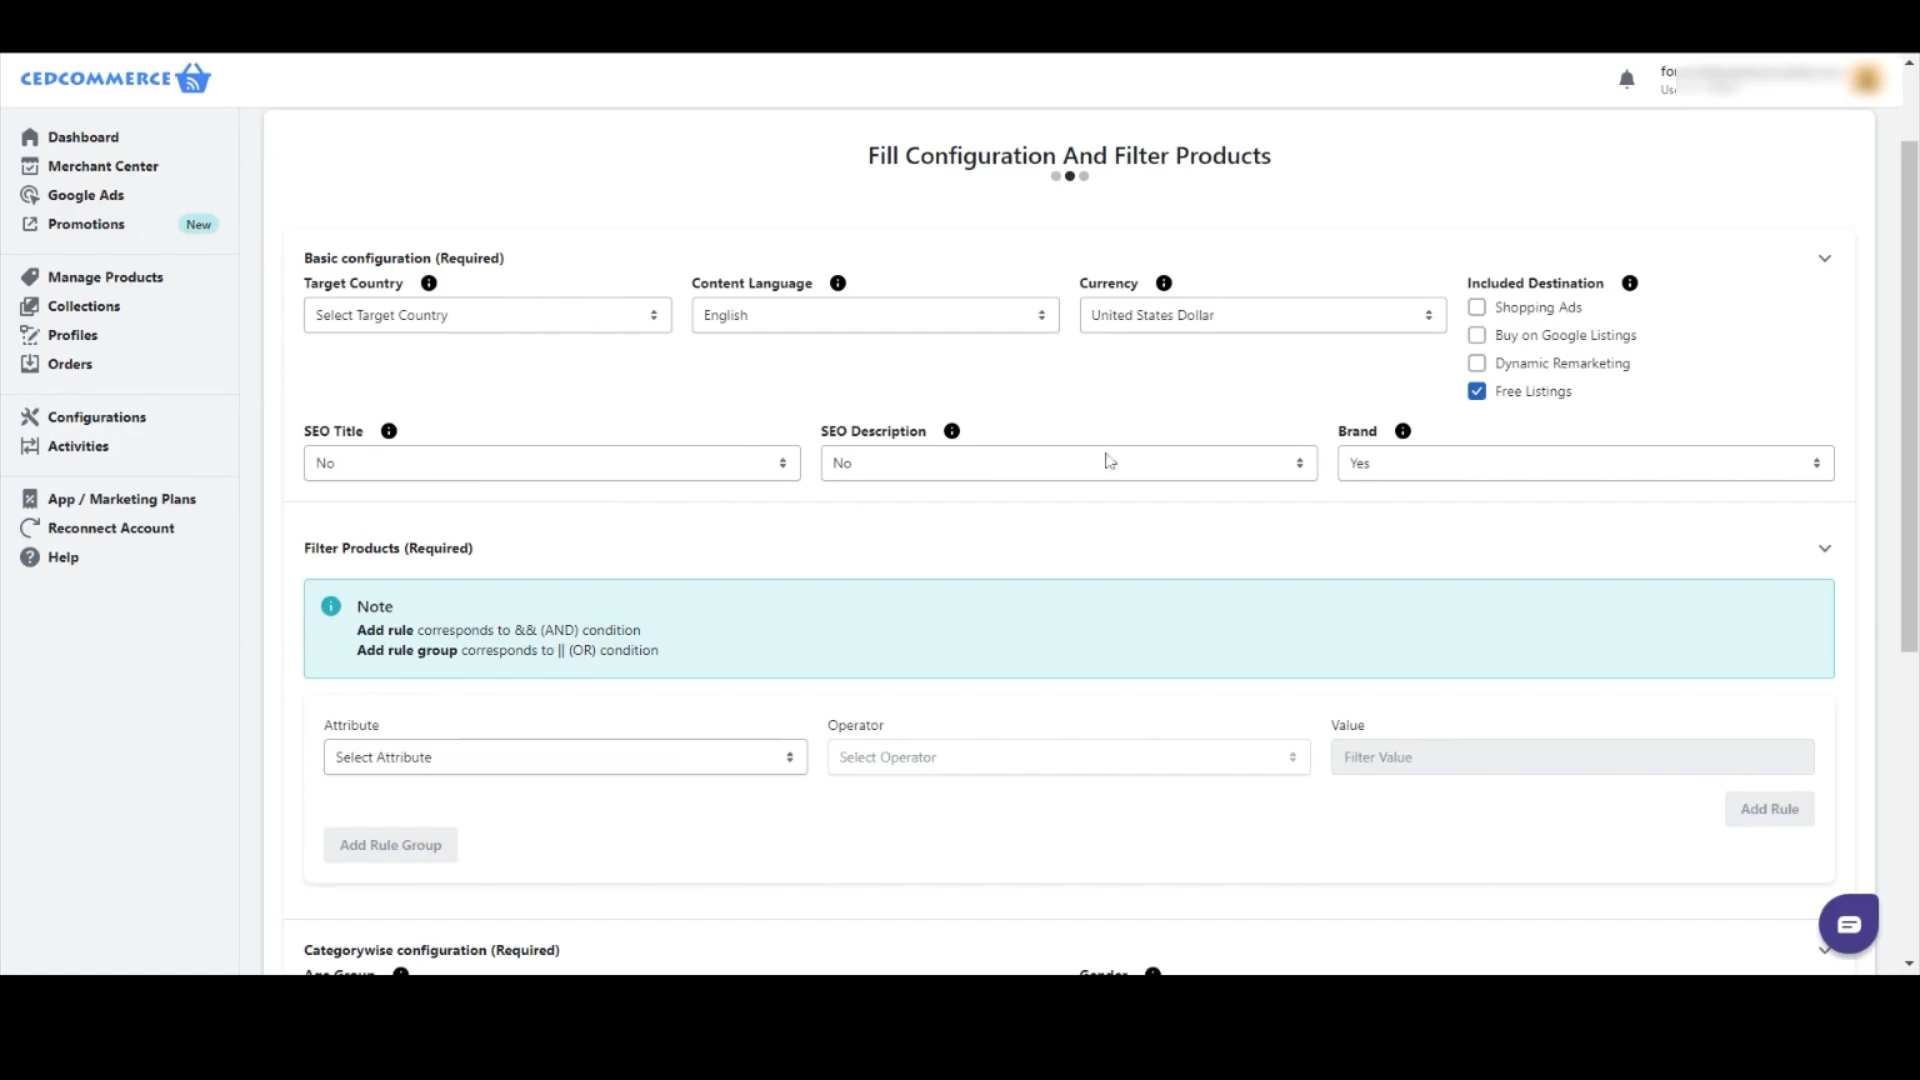 CEDCOMMERCE
Dashboard
Merchant Center
Google Ads
Promotions New
Manage Products
Collections
Profiles
Orders
Configurations
Activities
App / Marketing Plans
Reconnect Account
Help
Fill Configuration And Filter Products
Basic configuration (Required)
Target Country Content Language Currency Included Destination
Select Target Country English United States Dollar
Shopping Ads
Buy on Google Listings
Dynamic Remarketing
Free Listings
SEO Title SEO Description Brand
No No Yes
Filter Products (Required)
Note
Add rule corresponds to && (AND) condition
Add rule group corresponds to || (OR) condition
Attribute Operator Value
Select Attribute Select Operator Filter Value
Add Rule
Add Rule Group
Categorywise configuration (Required)
Age Group Gender